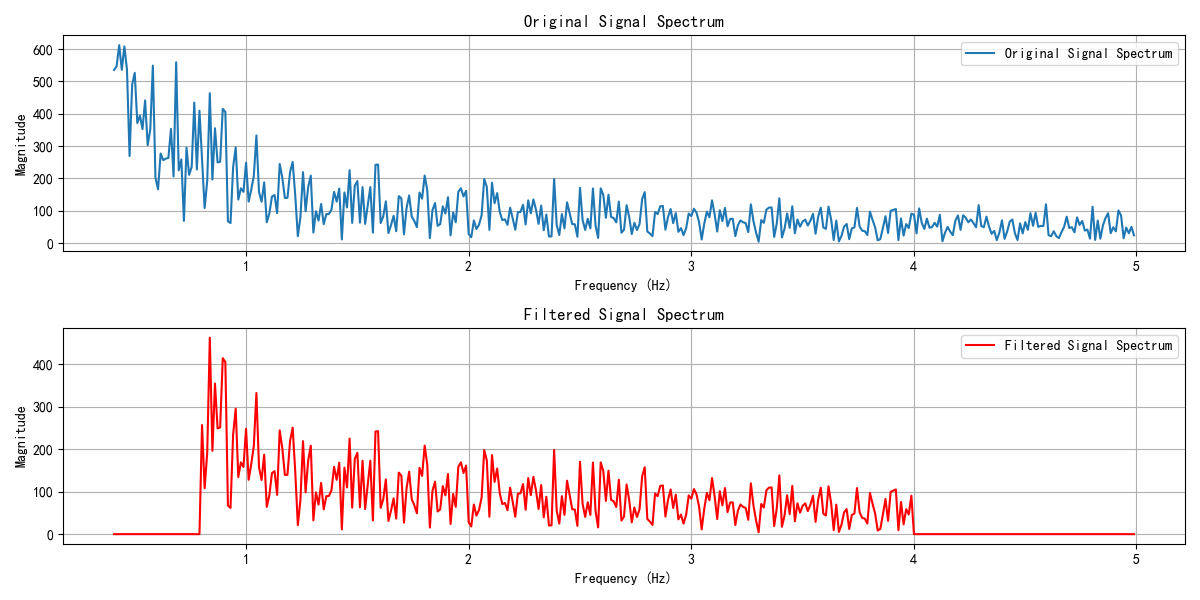 Original Signal Spectrum
Original Signal Spectrum
Magnitude
600
500
400
300
200
100
0
1
2
3
4
5
Frequency (Hz)
Filtered Signal Spectrum
Filtered Signal Spectrum
Magnitude
400
300
200
100
0
1
2
3
4
5
Frequency (Hz)